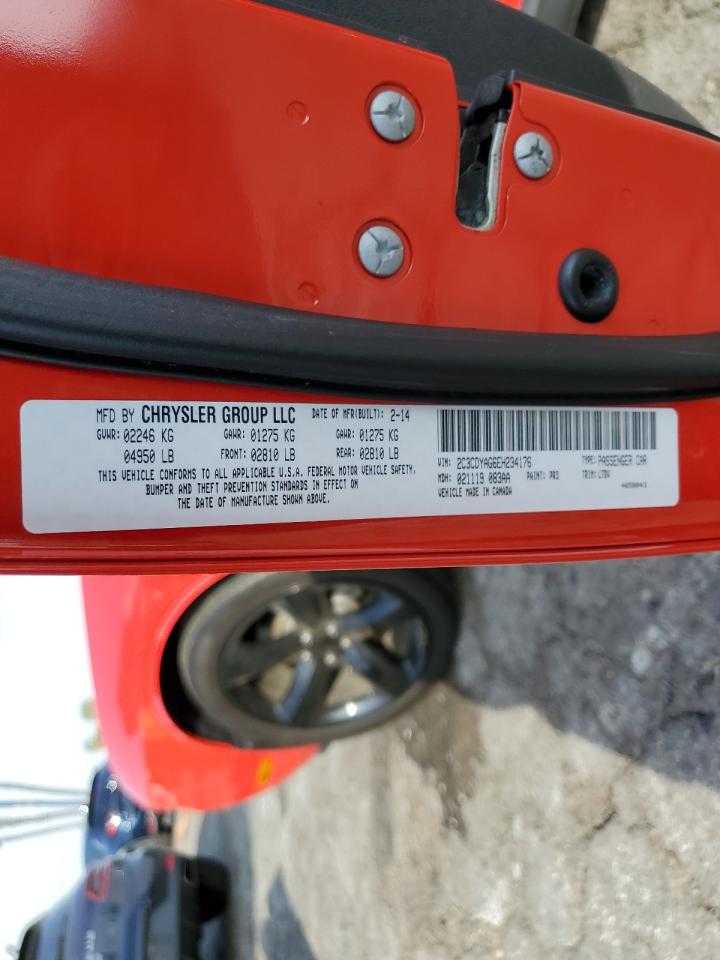 MFD BY CHRYSLER GROUP LLC DATE OF MFR(BUILT): 2-14
GVWR: 02246 KG GAWR: 01275 KG GAWR: 01275 KG
04950 LB FRONT: 02810 LB REAR: 02810 LB
THIS VEHICLE CONFORMS TO ALL APPLICABLE U.S.A. FEDERAL MOTOR VEHICLE SAFETY,
BUMPER AND THEFT PREVENTION STANDARDS IN EFFECT ON
THE DATE OF MANUFACTURE SHOWN ABOVE.
VIN: 2C3CDYAG6EH234176 TYPE: PASSENGER CAR
MDH: 021119 083AA PAINT: PR3 TRIM: L7DV
VEHICLE MADE IN CANADA